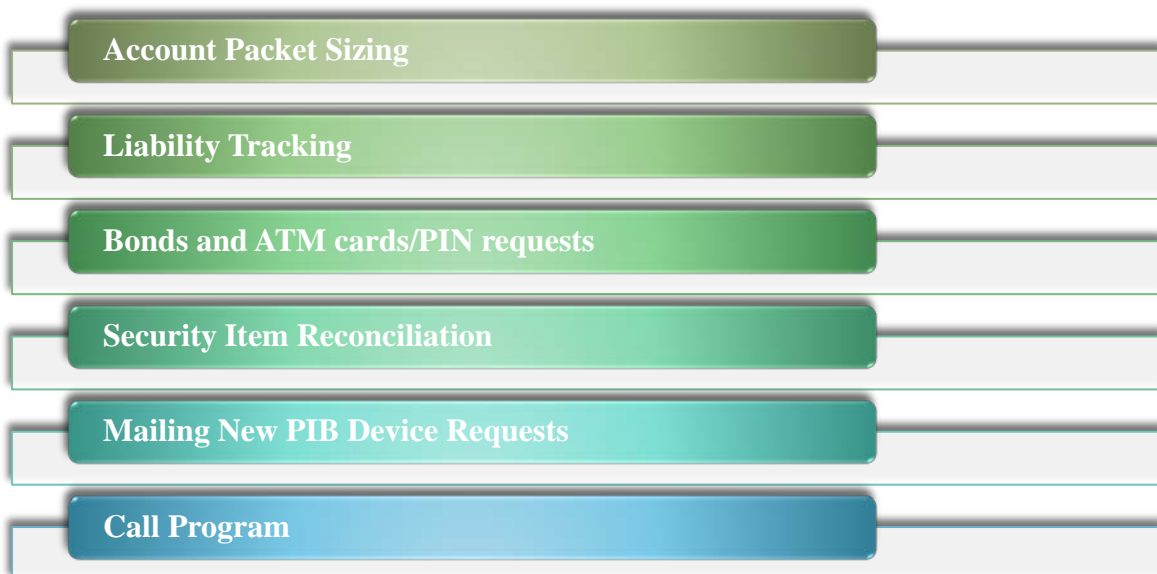 Account Packet Sizing
Liability Tracking
Bonds and ATM cards/PIN requests
Security Item Reconciliation
Mailing New PIB Device Requests
Call Program